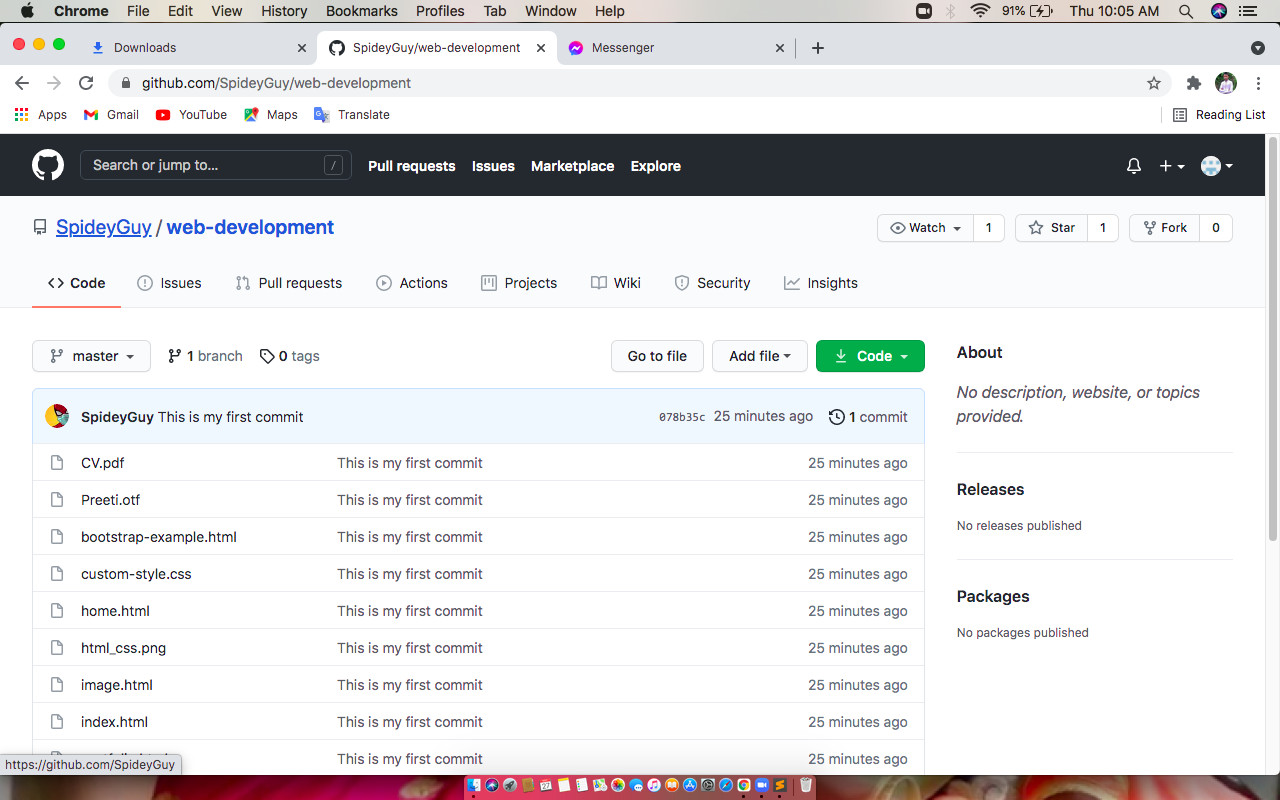 Chrome File Edit View History Bookmarks Profiles Tab Window Help 91% Thu 10:05 AM
Downloads SpideyGuy/web-development Messenger
github.com/SpideyGuy/web-development
Apps Gmail YouTube Maps Translate Reading List
Search or jump to... / Pull requests Issues Marketplace Explore
SpideyGuy / web-development Watch 1 Star 1 Fork 0
Code Issues Pull requests Actions Projects Wiki Security Insights
master 1 branch 0 tags Go to file Add file Code
About
No description, website, or topics
provided.
SpideyGuy This is my first commit 078b35c 25 minutes ago 1 commit
CV.pdf This is my first commit 25 minutes ago
Preeti.otf This is my first commit 25 minutes ago
bootstrap-example.html This is my first commit 25 minutes ago
custom-style.css This is my first commit 25 minutes ago
home.html This is my first commit 25 minutes ago
html_css.png This is my first commit 25 minutes ago
image.html This is my first commit 25 minutes ago
index.html This is my first commit 25 minutes ago
This is my first commit 25 minutes ago
Releases
No releases published
Packages
No packages published
https://github.com/SpideyGuy
27